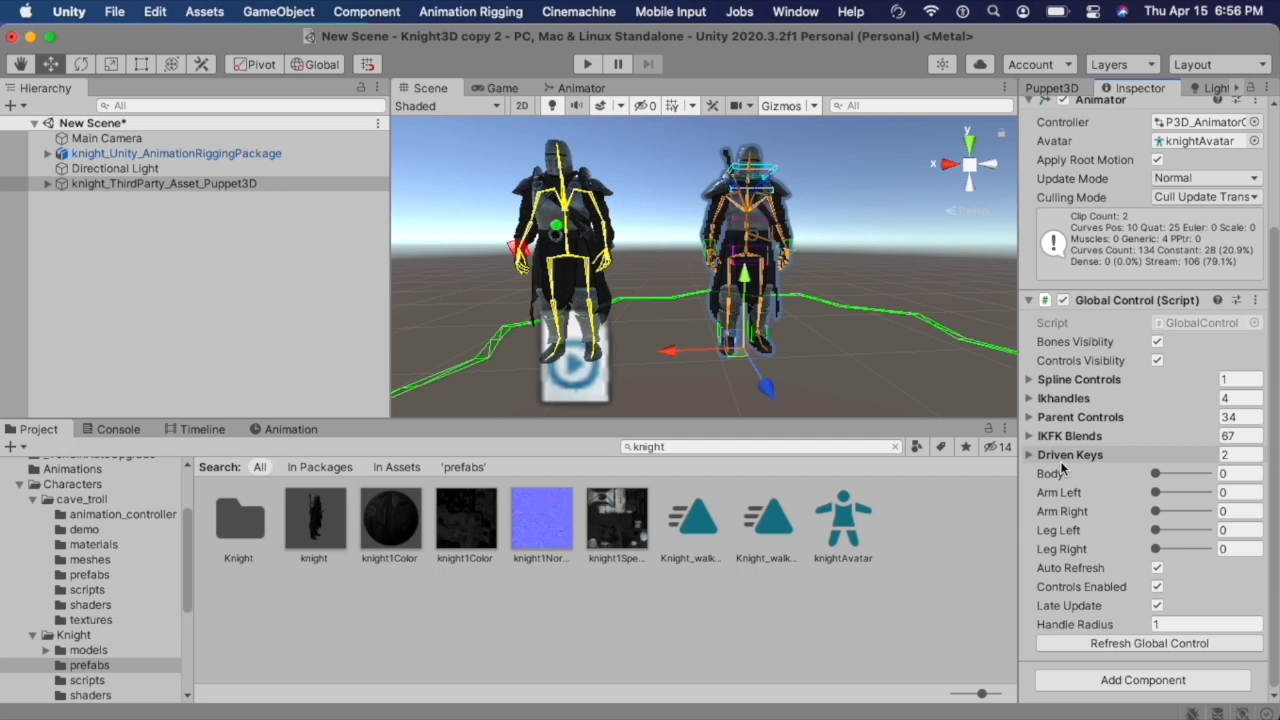 Unity File Edit Assets GameObject Component Animation Rigging Cinemachine Mobile Input Jobs Window Help Thu Apr 15 6:56 PM
New Scene - Knight3D copy 2 - PC, Mac & Linux Standalone - Unity 2020.3.2f1 Personal (Personal) <Metal>
Pivot Global Account Layers Layout
Hierarchy
All
New Scene*
Main Camera
knight_Unity_AnimationRiggingPackage
Directional Light
knight_ThirdParty_Asset_Puppet3D
Scene Game Animator
Shaded 2D 0 Gizmos All
y
x
Persp
Puppet3D Inspector Light
Animator
Controller P3D_AnimatorC
Avatar knightAvatar
Apply Root Motion
Update Mode Normal
Culling Mode Cull Update Trans
Clip Count: 2
Curves Pos: 10 Quat: 25 Euler: 0 Scale: 0
Muscles: 0 Generic: 4 PPtr: 0
Curves Count: 134 Constant: 28 (20.9%)
Dense: 0 (0.0%) Stream: 106 (79.1%)
# Global Control (Script)
Script # GlobalControl
Bones Visiblity
Controls Visiblity
Spline Controls 1
Ikhandles 4
Parent Controls 34
IKFK Blends 67
Driven Keys 2
Body 0
Arm Left 0
Arm Right 0
Leg Left 0
Leg Right 0
Auto Refresh
Controls Enabled
Late Update
Handle Radius 1
Refresh Global Control
Add Component
Project Console Timeline Animation
knight 14
Animations
Characters
cave_troll
animation_controller
demo
materials
meshes
prefabs
scripts
shaders
textures
Knight
models
prefabs
scripts
shaders
Search: All In Packages In Assets 'prefabs'
Knight knight knight1Color knight1Color knight1Nor... knight1Spe... Knight_walk... Knight_walk... knightAvatar